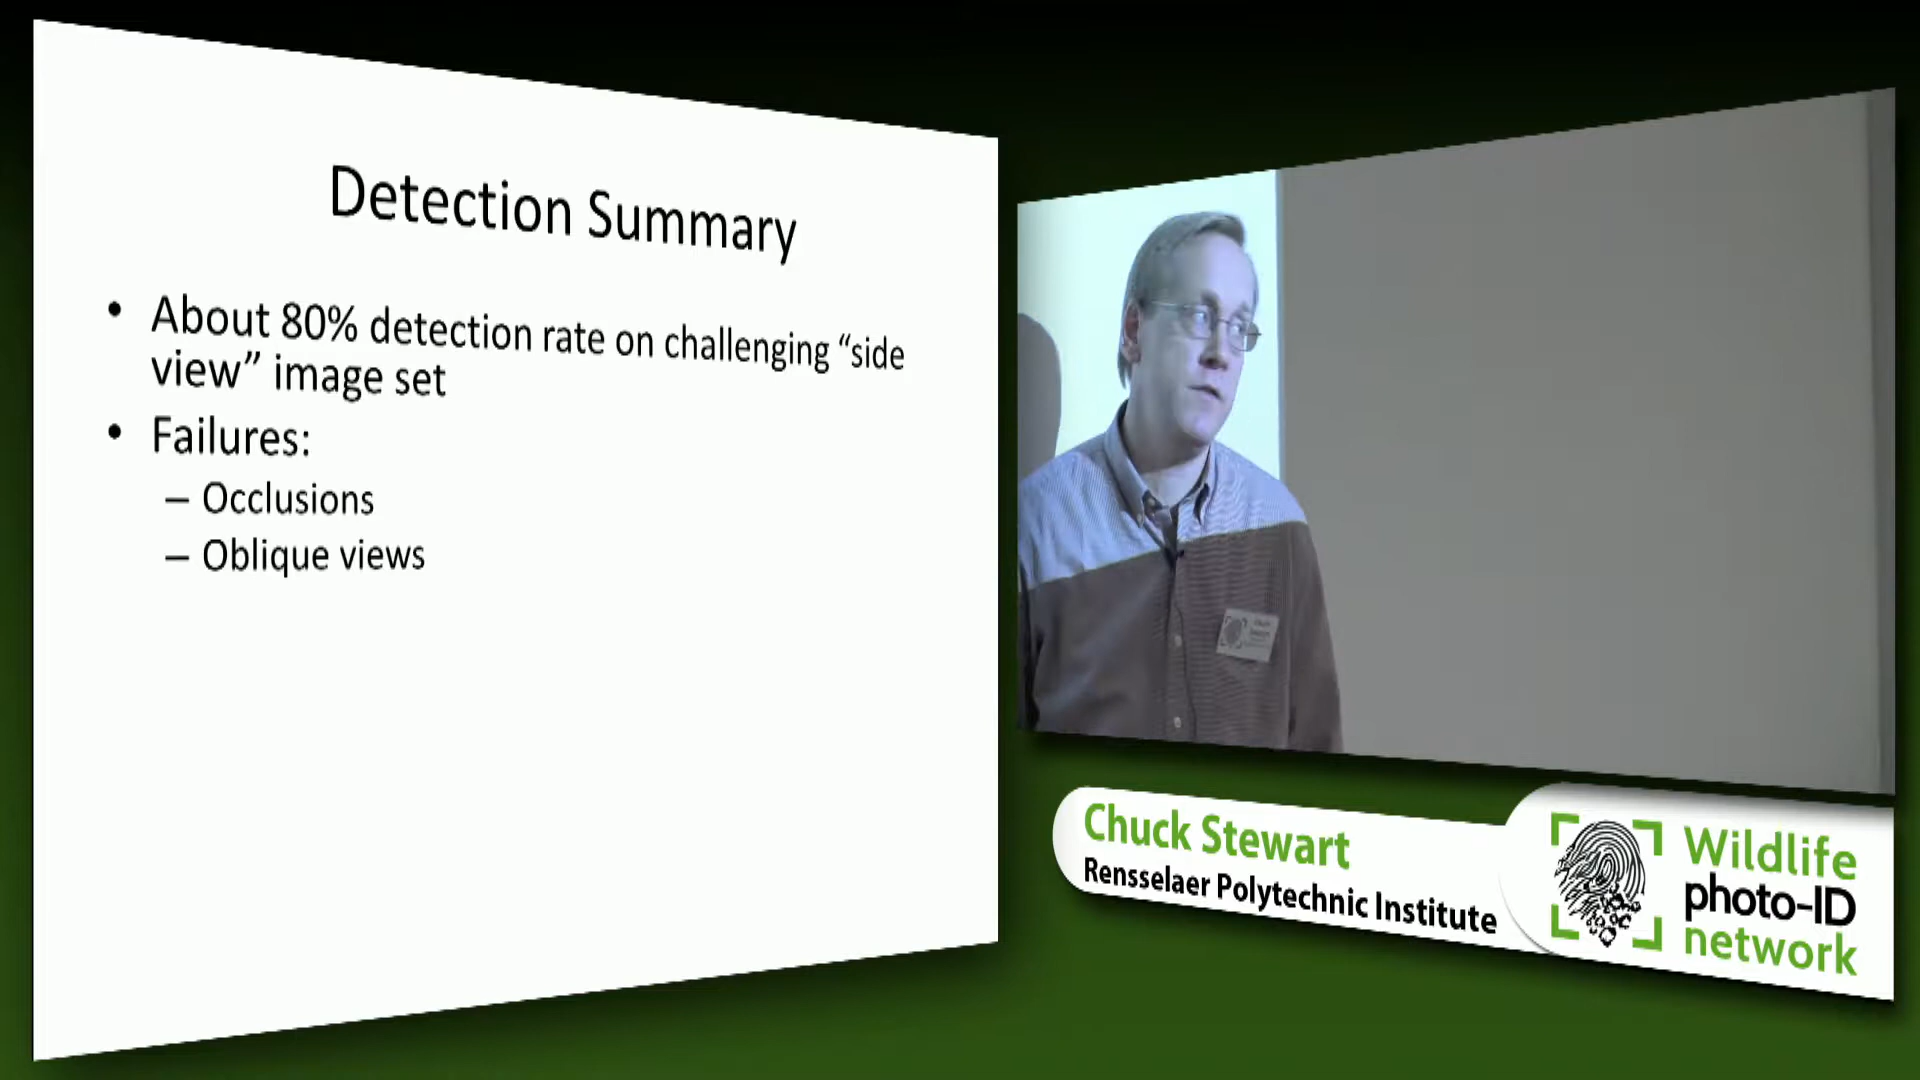 Detection Summary
• About 80% detection rate on challenging “side
view” image set
• Failures:
– Occlusions
– Oblique views
Chuck Stewart
Rensselaer Polytechnic Institute
Wildlife
photo-ID
network